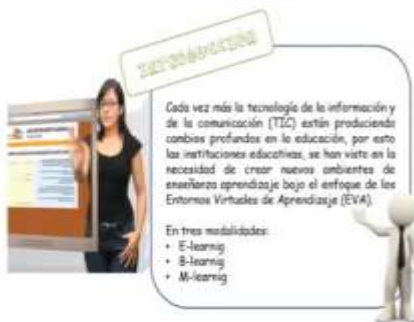 INTRODUCCIÓN
Cada vez más la tecnología de la información y
de la comunicación (TIC) están produciendo
cambios profundos en la educación, por esto
las instituciones educativas, se han visto en la
necesidad de crear nuevos ambientes de
enseñanza aprendizaje bajo el enfoque de los
Entornos Virtuales de Aprendizaje (EVA).
En tres modalidades:
• E-learnig
• B-learnig
• M-learnig